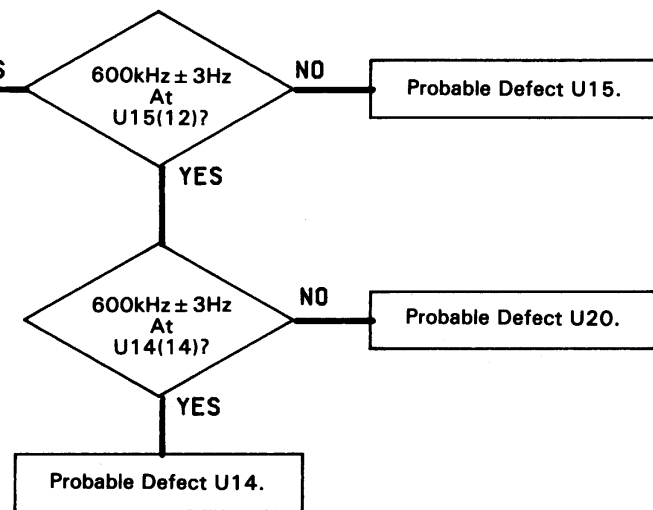 S
600kHz ± 3Hz
At
U15(12)?
NO
Probable Defect U15.
YES
600kHz ± 3Hz
At
U14(14)?
NO
Probable Defect U20.
YES
Probable Defect U14.